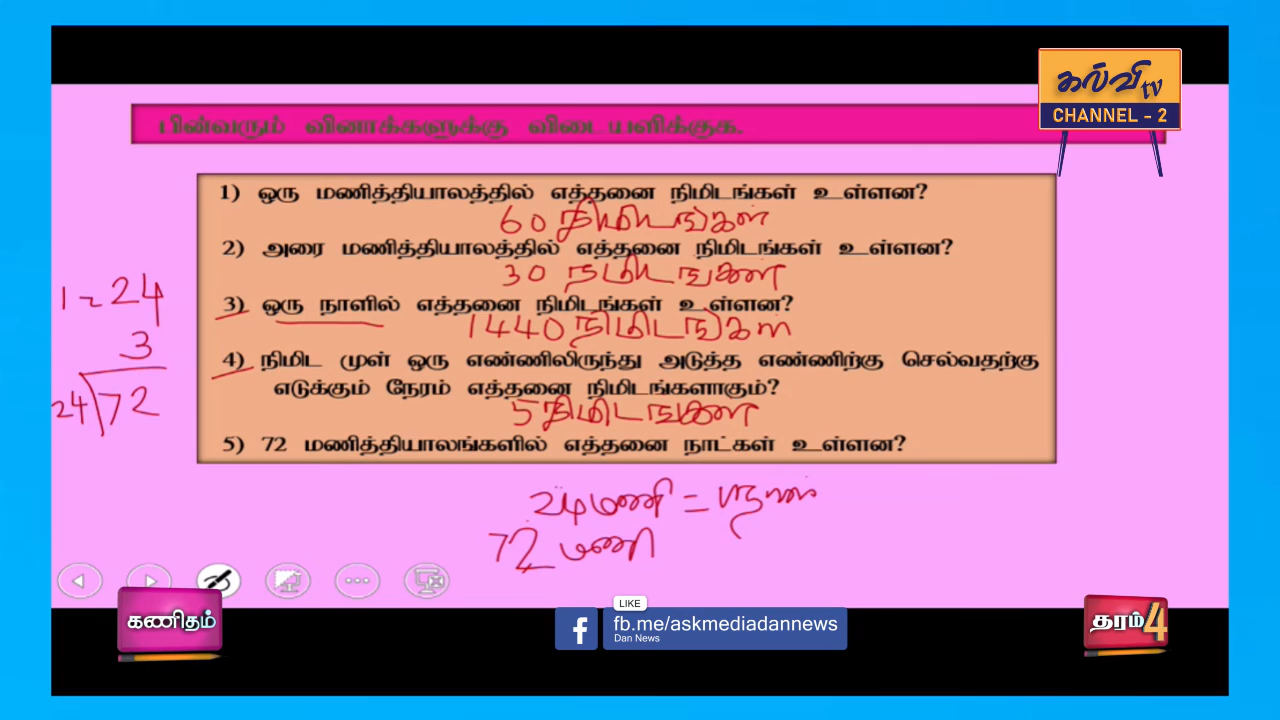 கல்வி tv
CHANNEL - 2
பின்வரும் வினாக்களுக்கு விடையளிக்குக.
1) ஒரு மணித்தியாலத்தில் எத்தனை நிமிடங்கள் உள்ளன?
60 நிமிடங்கள்
2) அரை மணித்தியாலத்தில் எத்தனை நிமிடங்கள் உள்ளன?
30 நிமிடங்கள்
3) ஒரு நாளில் எத்தனை நிமிடங்கள் உள்ளன?
1440 நிமிடங்கள்
4) நிமிட முள் ஒரு எண்ணிலிருந்து அடுத்த எண்ணிற்கு செல்வதற்கு
எடுக்கும் நேரம் எத்தனை நிமிடங்களாகும்?
5 நிமிடங்கள்
5) 72 மணித்தியாலங்களில் எத்தனை நாட்கள் உள்ளன?
1 = 24
3
24 72
24 மணி =
72 மணி
கணிதம்
LIKE
fb.me/askmediadannews
Dan News
தரம் 4